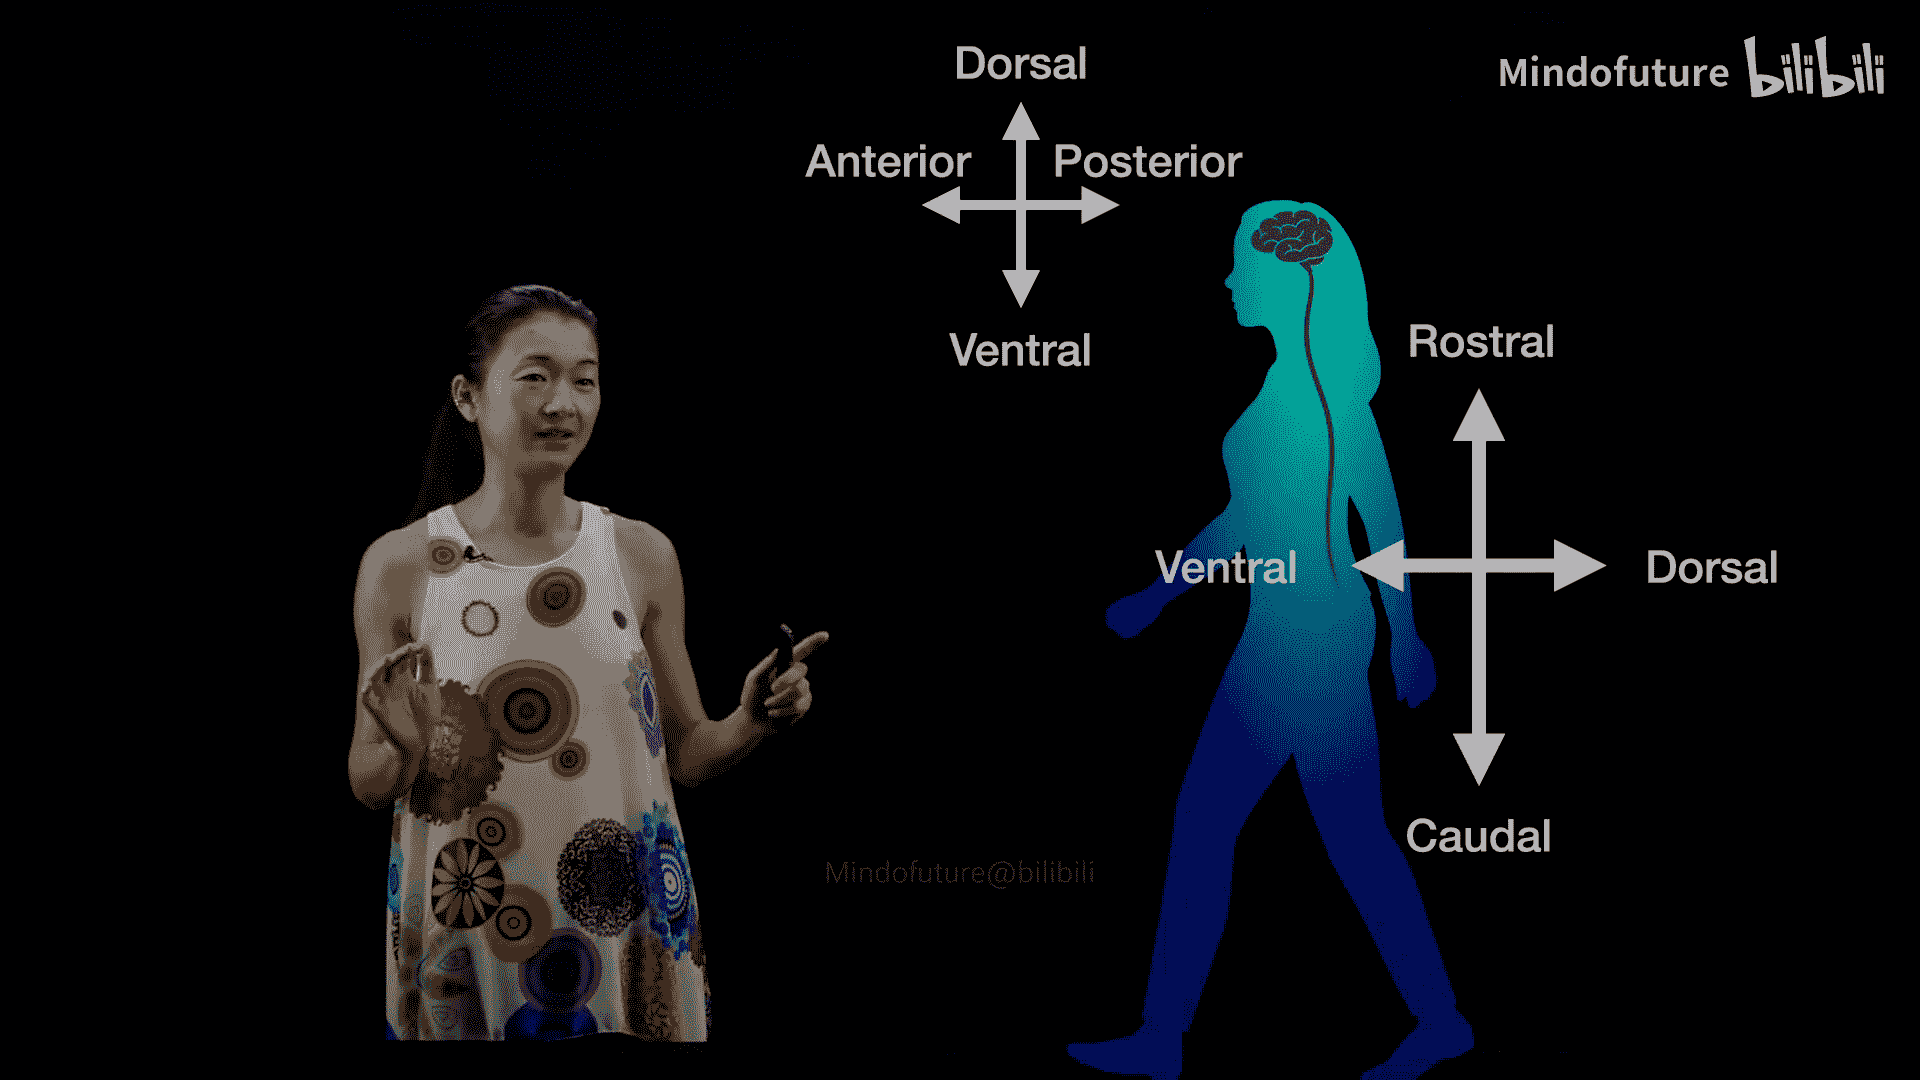 Dorsal
Mindofuture bilibili
Anterior Posterior
Ventral
Rostral
Ventral Dorsal
Caudal
Mindofuture@bilibili